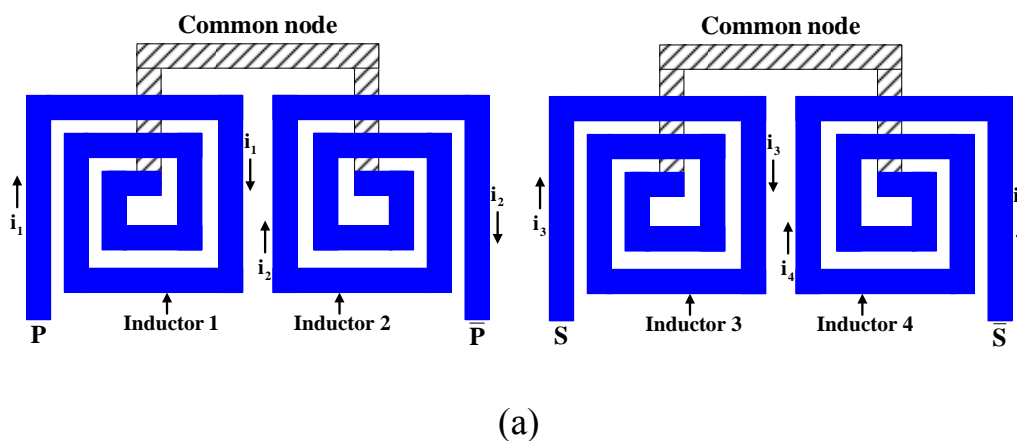 Common node
Common node
i₁
i₁
i₂
i₂
i₃
i₃
i₄
i
P
Inductor 1
Inductor 2
P̅
S
Inductor 3
Inductor 4
S̅
(a)